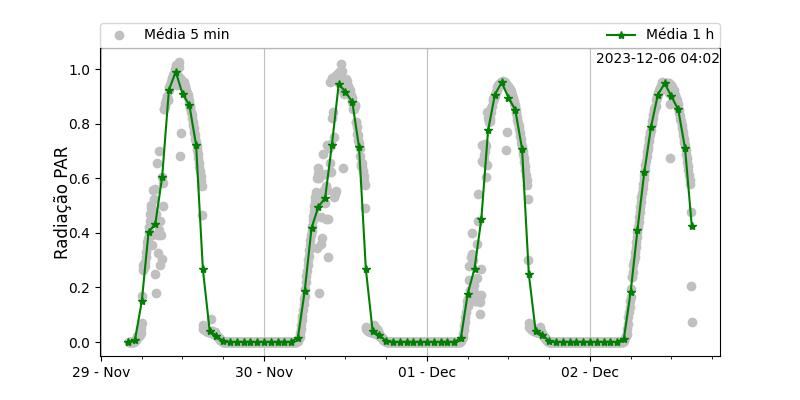 Média 5 min
Média 1 h
2023-12-06 04:02
Radiação PAR
1.0
0.8
0.6
0.4
0.2
0.0
29 - Nov
30 - Nov
01 - Dec
02 - Dec